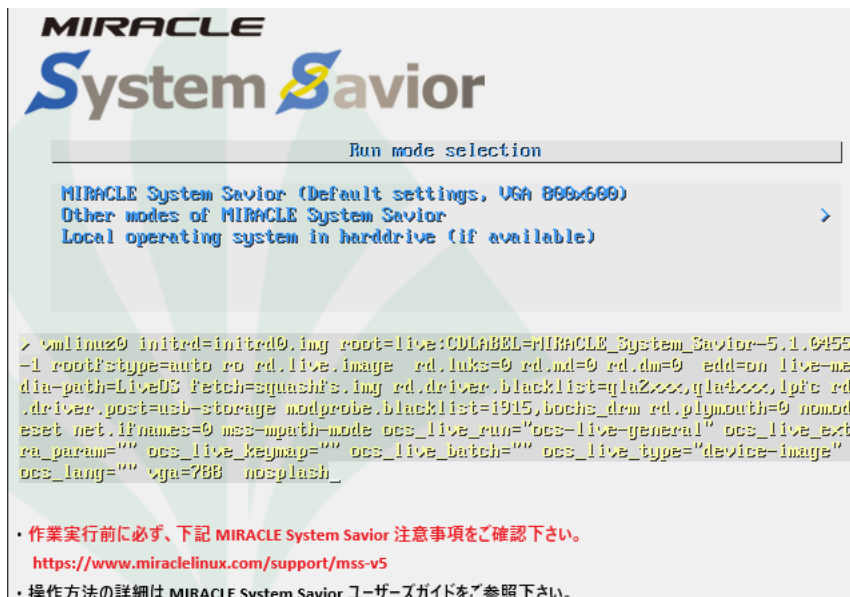 MIRACLE
System Savior
Run mode selection
MIRACLE System Savior (Default settings, VGA 800x600)
Other modes of MIRACLE System Savior >
Local operating system in harddrive (if available)
> vmlinuz0 initrd=initrd0.img root=live:CDLABEL=MIRACLE_System_Savior-5.1.0455
-1 rootfstype=auto ro rd.live.image rd.luks=0 rd.md=0 rd.dm=0 edd=on live-me
dia-path=LiveOS fetch=squashfs.img rd.driver.blacklist=qla2xxx,qla4xxx,lpfc rd
.driver.post=usb-storage modprobe.blacklist=i915,bochs_drm rd.plymouth=0 nomod
eset net.ifnames=0 mss-mpath-mode ocs_live_run="ocs-live-general" ocs_live_ext
ra_param="" ocs_live_keymap="" ocs_live_batch="" ocs_live_type="device-image"
ocs_lang="" vga=788 nosplash_
・作業実行前に必ず、下記 MIRACLE System Savior 注意事項をご確認下さい。
https://www.miraclelinux.com/support/mss-v5
・操作方法の詳細は MIRACLE System Savior ユーザーズガイドをご参照下さい。